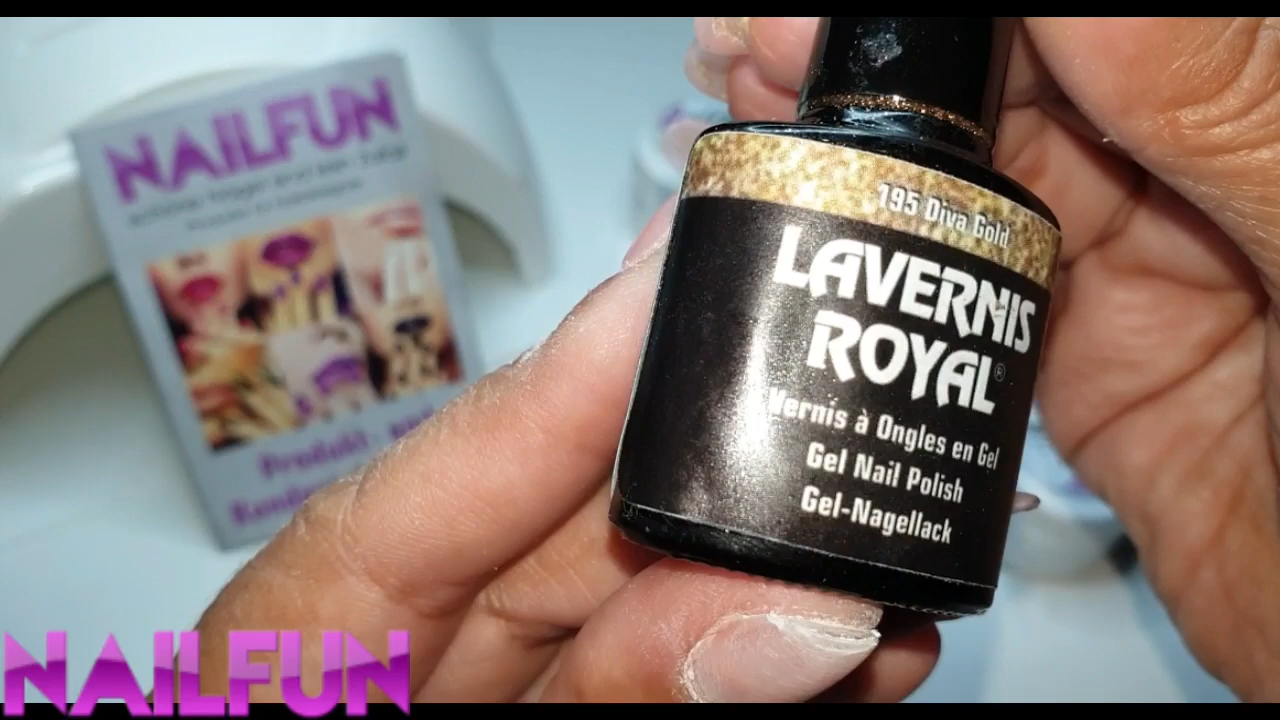 NAILFUN
195 Diva Gold
LAVERNIS
ROYAL®
Vernis à Ongles en Gel
Gel Nail Polish
Gel-Nagellack
NAILFUN